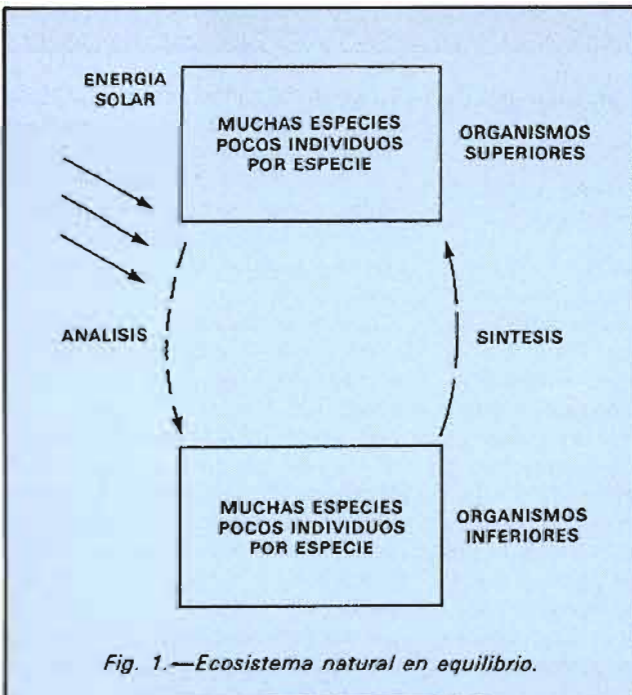 ENERGIA
SOLAR
MUCHAS ESPECIES
POCOS INDIVIDUOS
POR ESPECIE
ORGANISMOS
SUPERIORES
ANALISIS
SINTESIS
MUCHAS ESPECIES
POCOS INDIVIDUOS
POR ESPECIE
ORGANISMOS
INFERIORES
Fig. 1.—Ecosistema natural en equilibrio.